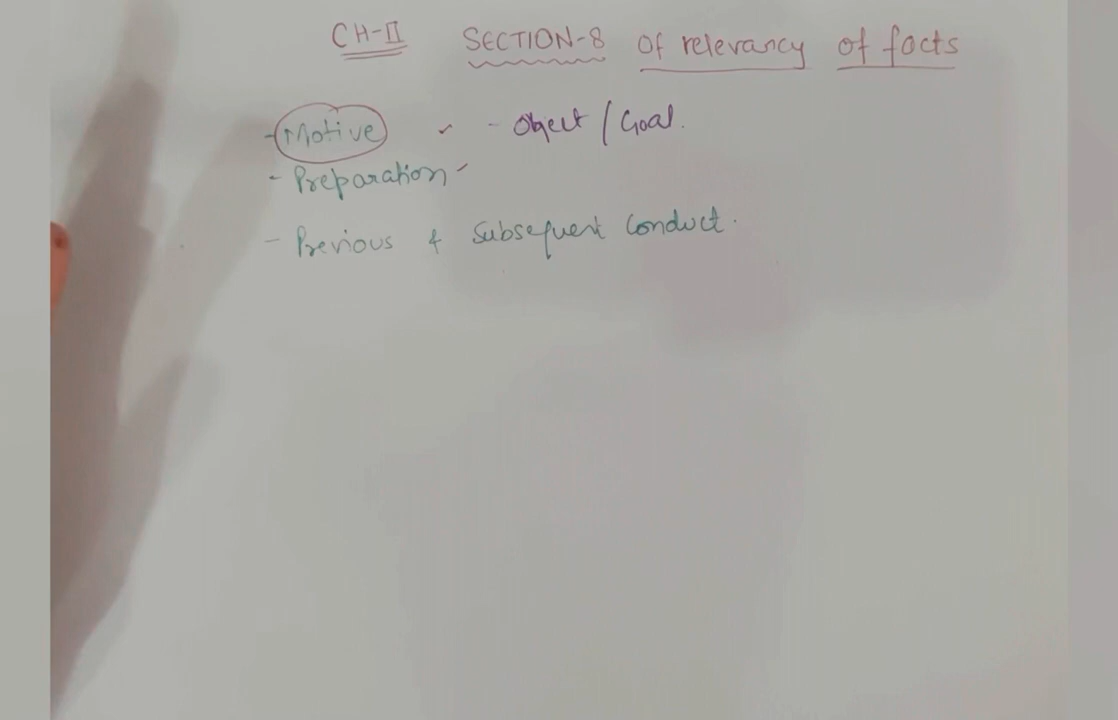 CH-II SECTION-8 of relevancy of facts
- Motive ✓ - Object / Goal.
- Preparation -
- Previous & Subsequent Conduct.